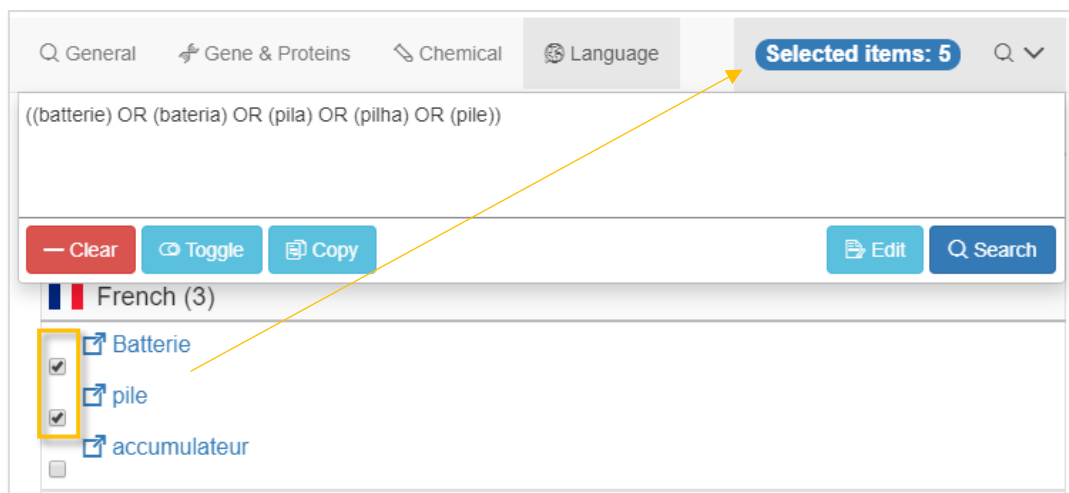 General Gene & Proteins Chemical Language Selected items: 5
((batterie) OR (bateria) OR (pila) OR (pilha) OR (pile))
Clear Toggle Copy Edit Search
French (3)
Batterie
pile
accumulateur